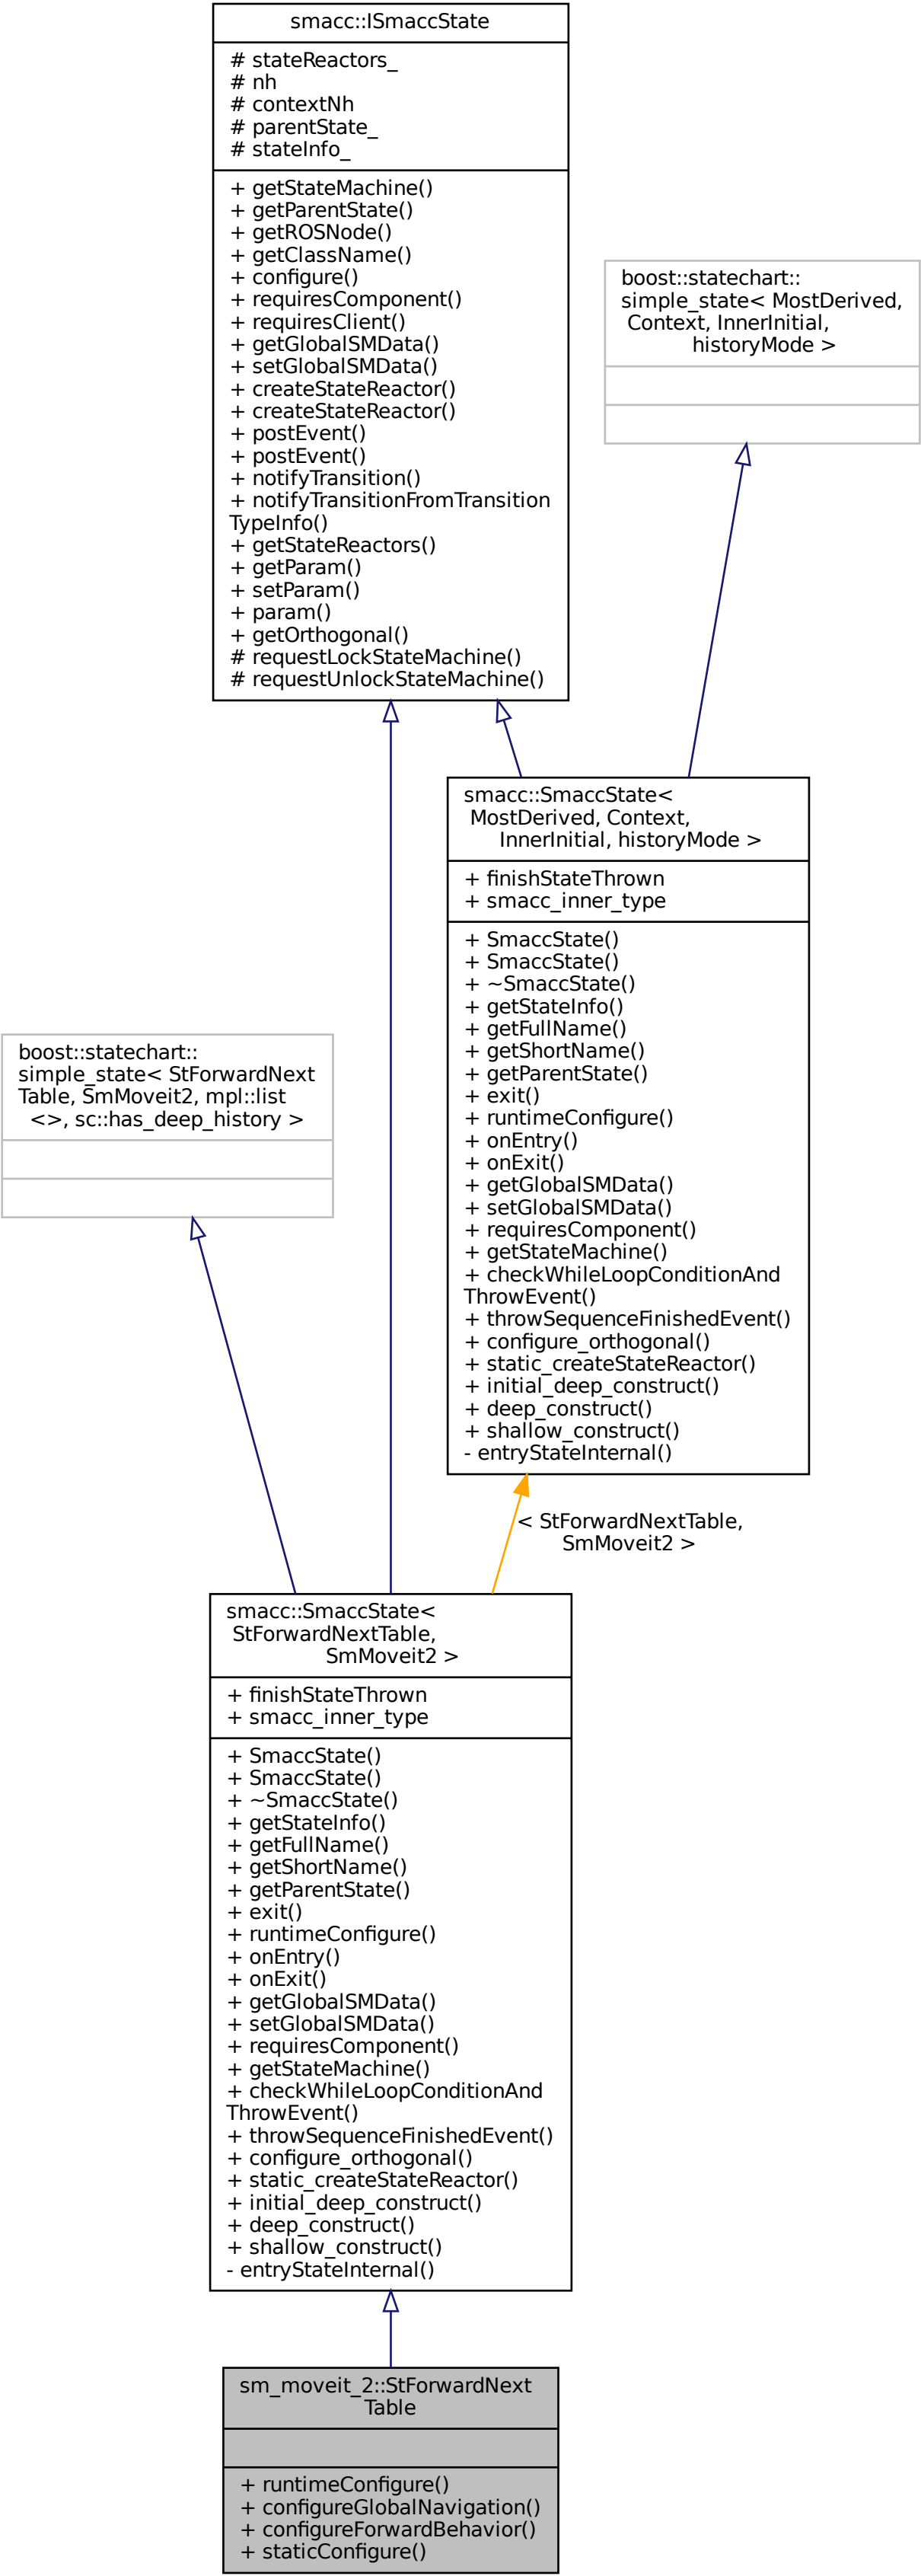 smacc::ISmaccState
# stateReactors_
# nh
# contextNh
# parentState_
# stateInfo_
+ getStateMachine()
+ getParentState()
+ getROSNode()
+ getClassName()
+ configure()
+ requiresComponent()
+ requiresClient()
+ getGlobalSMData()
+ setGlobalSMData()
+ createStateReactor()
+ createStateReactor()
+ postEvent()
+ postEvent()
+ notifyTransition()
+ notifyTransitionFromTransition
TypeInfo()
+ getStateReactors()
+ getParam()
+ setParam()
+ param()
+ getOrthogonal()
# requestLockStateMachine()
# requestUnlockStateMachine()
boost::statechart::
simple_state< MostDerived,
Context, InnerInitial,
historyMode >
smacc::SmaccState<
MostDerived, Context,
InnerInitial, historyMode >
+ finishStateThrown
+ smacc_inner_type
+ SmaccState()
+ SmaccState()
+ ~SmaccState()
+ getStateInfo()
+ getFullName()
+ getShortName()
+ getParentState()
+ exit()
+ runtimeConfigure()
+ onEntry()
+ onExit()
+ getGlobalSMData()
+ setGlobalSMData()
+ requiresComponent()
+ getStateMachine()
+ checkWhileLoopConditionAnd
ThrowEvent()
+ throwSequenceFinishedEvent()
+ configure_orthogonal()
+ static_createStateReactor()
+ initial_deep_construct()
+ deep_construct()
+ shallow_construct()
- entryStateInternal()
boost::statechart::
simple_state< StForwardNext
Table, SmMoveit2, mpl::list
<>, sc::has_deep_history >
< StForwardNextTable,
SmMoveit2 >
smacc::SmaccState<
StForwardNextTable,
SmMoveit2 >
+ finishStateThrown
+ smacc_inner_type
+ SmaccState()
+ SmaccState()
+ ~SmaccState()
+ getStateInfo()
+ getFullName()
+ getShortName()
+ getParentState()
+ exit()
+ runtimeConfigure()
+ onEntry()
+ onExit()
+ getGlobalSMData()
+ setGlobalSMData()
+ requiresComponent()
+ getStateMachine()
+ checkWhileLoopConditionAnd
ThrowEvent()
+ throwSequenceFinishedEvent()
+ configure_orthogonal()
+ static_createStateReactor()
+ initial_deep_construct()
+ deep_construct()
+ shallow_construct()
- entryStateInternal()
sm_moveit_2::StForwardNext
Table
+ runtimeConfigure()
+ configureGlobalNavigation()
+ configureForwardBehavior()
+ staticConfigure()